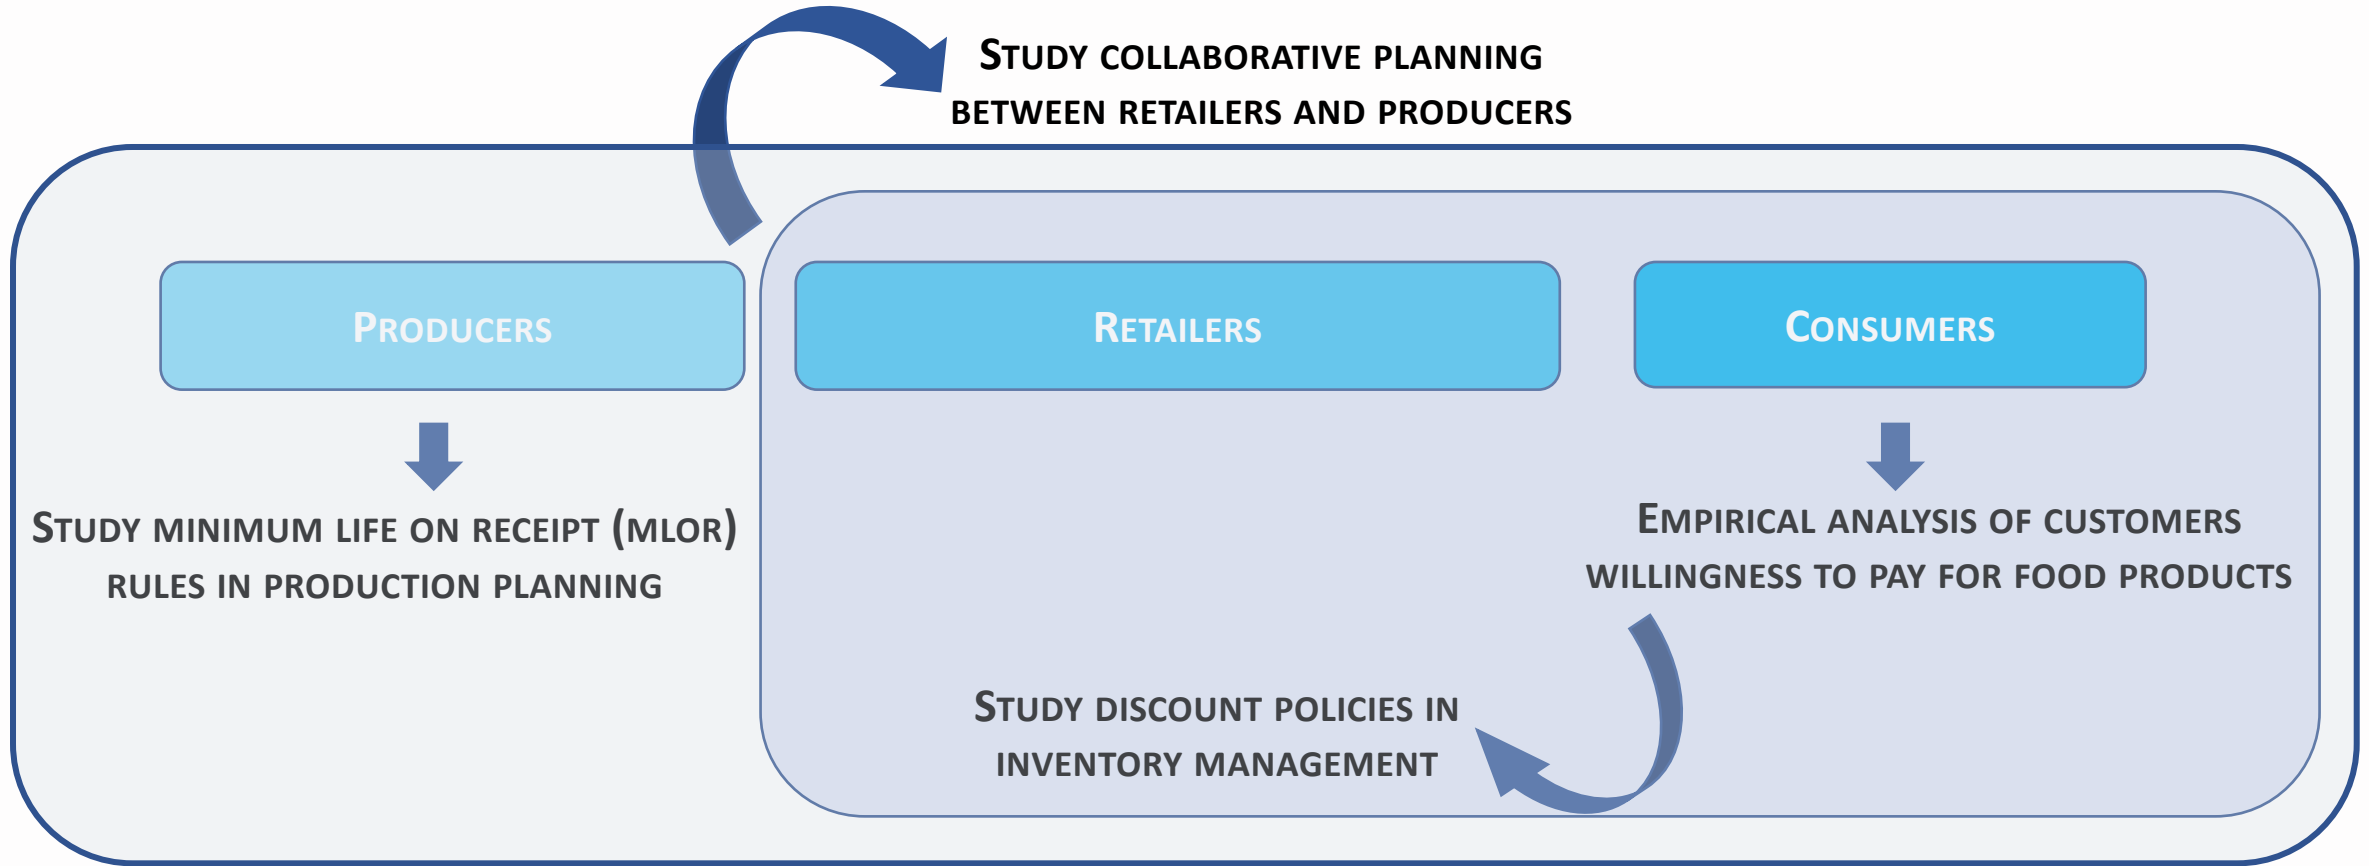 STUDY COLLABORATIVE PLANNING
BETWEEN RETAILERS AND PRODUCERS
PRODUCERS
RETAILERS
CONSUMERS
STUDY MINIMUM LIFE ON RECEIPT (MLOR)
RULES IN PRODUCTION PLANNING
EMPIRICAL ANALYSIS OF CUSTOMERS
WILLINGNESS TO PAY FOR FOOD PRODUCTS
STUDY DISCOUNT POLICIES IN
INVENTORY MANAGEMENT